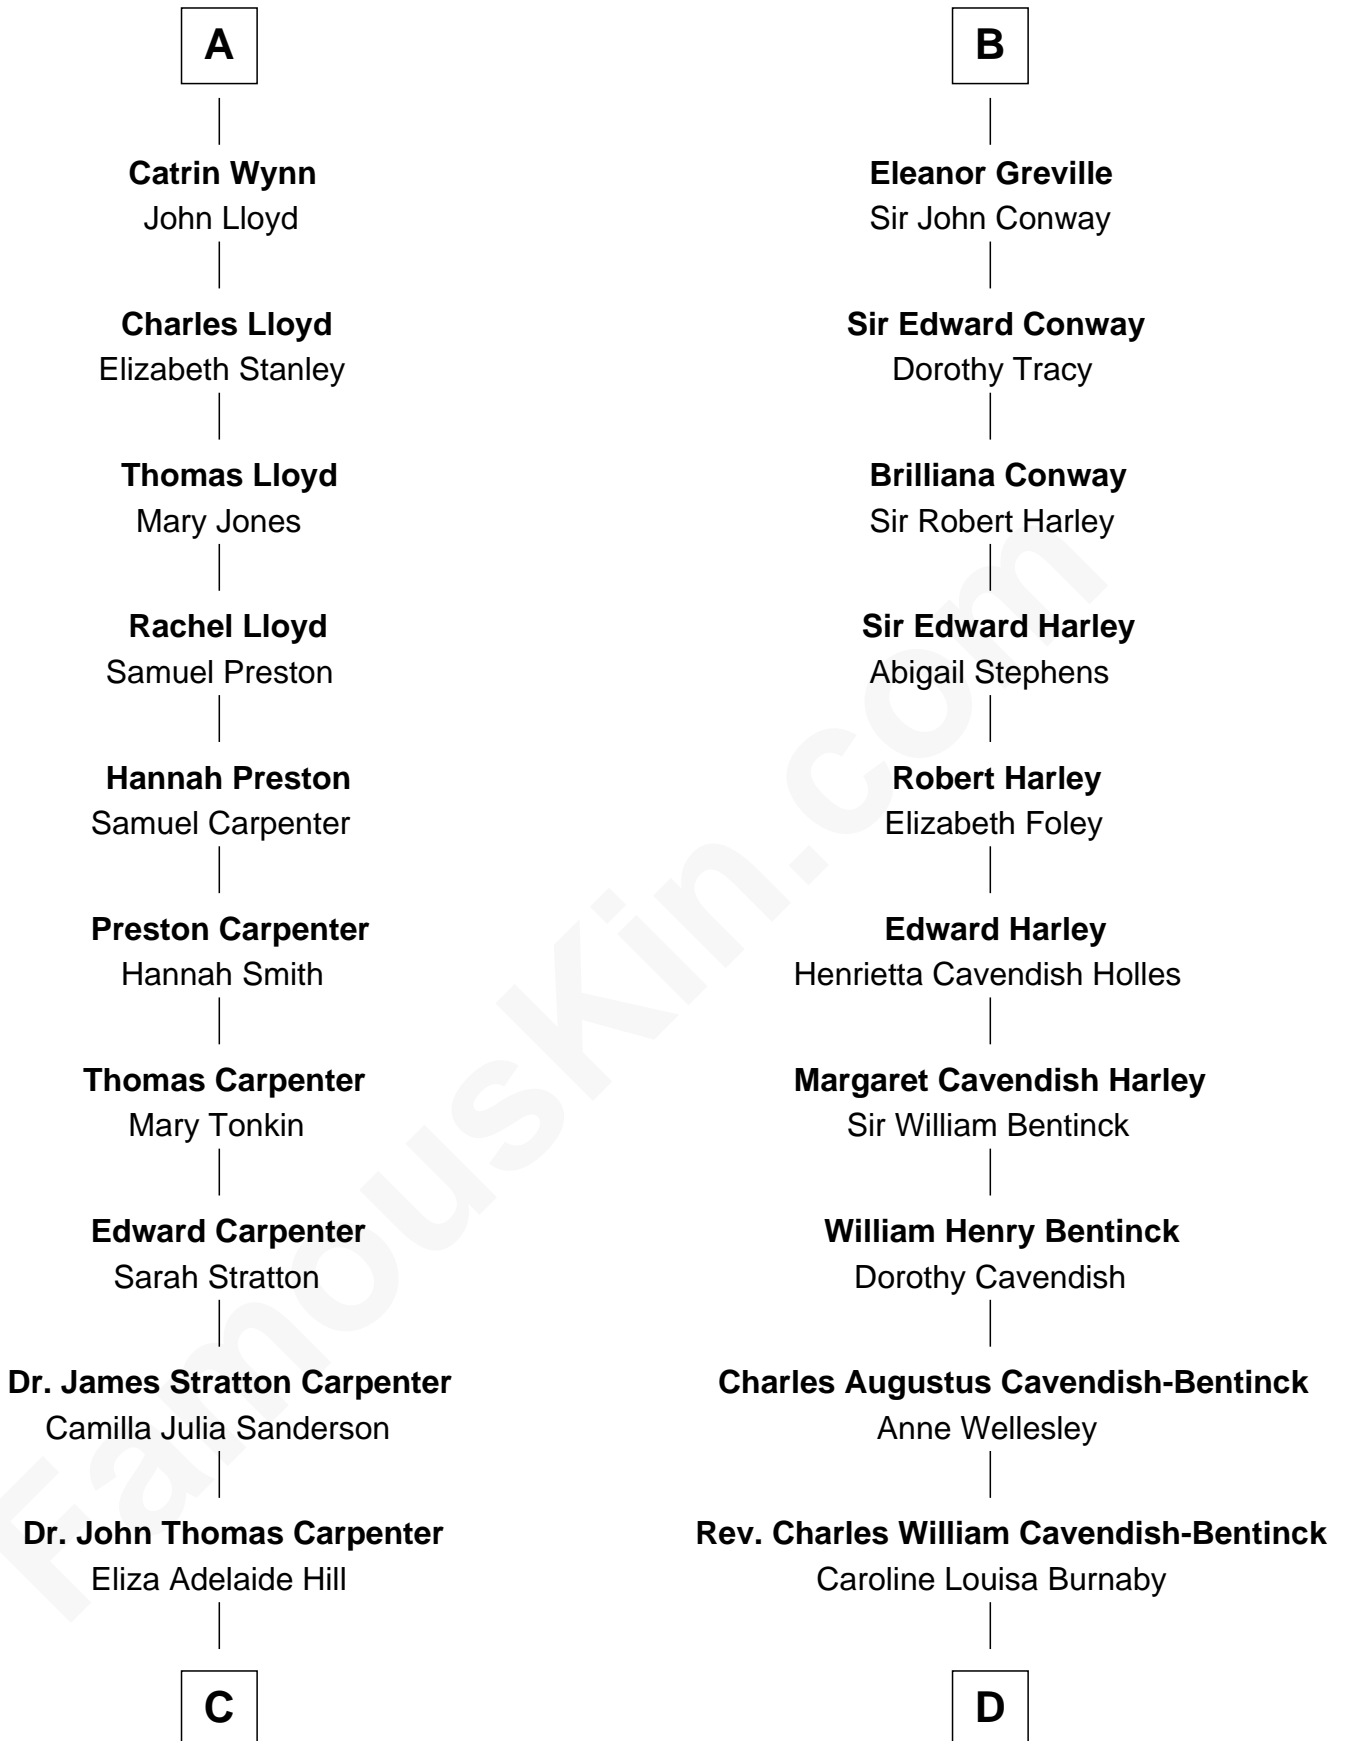 A
Catrin Wynn
John Lloyd
Charles Lloyd
Elizabeth Stanley
Thomas Lloyd
Mary Jones
Rachel Lloyd
Samuel Preston
Hannah Preston
Samuel Carpenter
Preston Carpenter
Hannah Smith
Thomas Carpenter
Mary Tonkin
Edward Carpenter
Sarah Stratton
Dr. James Stratton Carpenter
Camilla Julia Sanderson
Dr. John Thomas Carpenter
Eliza Adelaide Hill
C
B
Eleanor Greville
Sir John Conway
Sir Edward Conway
Dorothy Tracy
Brilliana Conway
Sir Robert Harley
Sir Edward Harley
Abigail Stephens
Robert Harley
Elizabeth Foley
Edward Harley
Henrietta Cavendish Holles
Margaret Cavendish Harley
Sir William Bentinck
William Henry Bentinck
Dorothy Cavendish
Charles Augustus Cavendish-Bentinck
Anne Wellesley
Rev. Charles William Cavendish-Bentinck
Caroline Louisa Burnaby
D
FamousKin.com